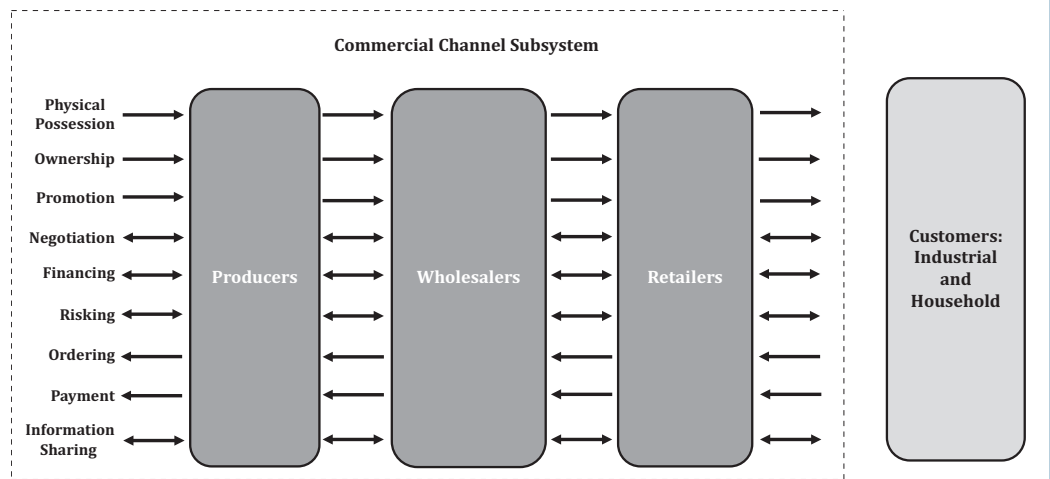 Commercial Channel Subsystem
Physical
Possession
Ownership
Promotion
Negotiation
Financing
Risking
Ordering
Payment
Information
Sharing
Producers
Wholesalers
Retailers
Customers:
Industrial
and
Household